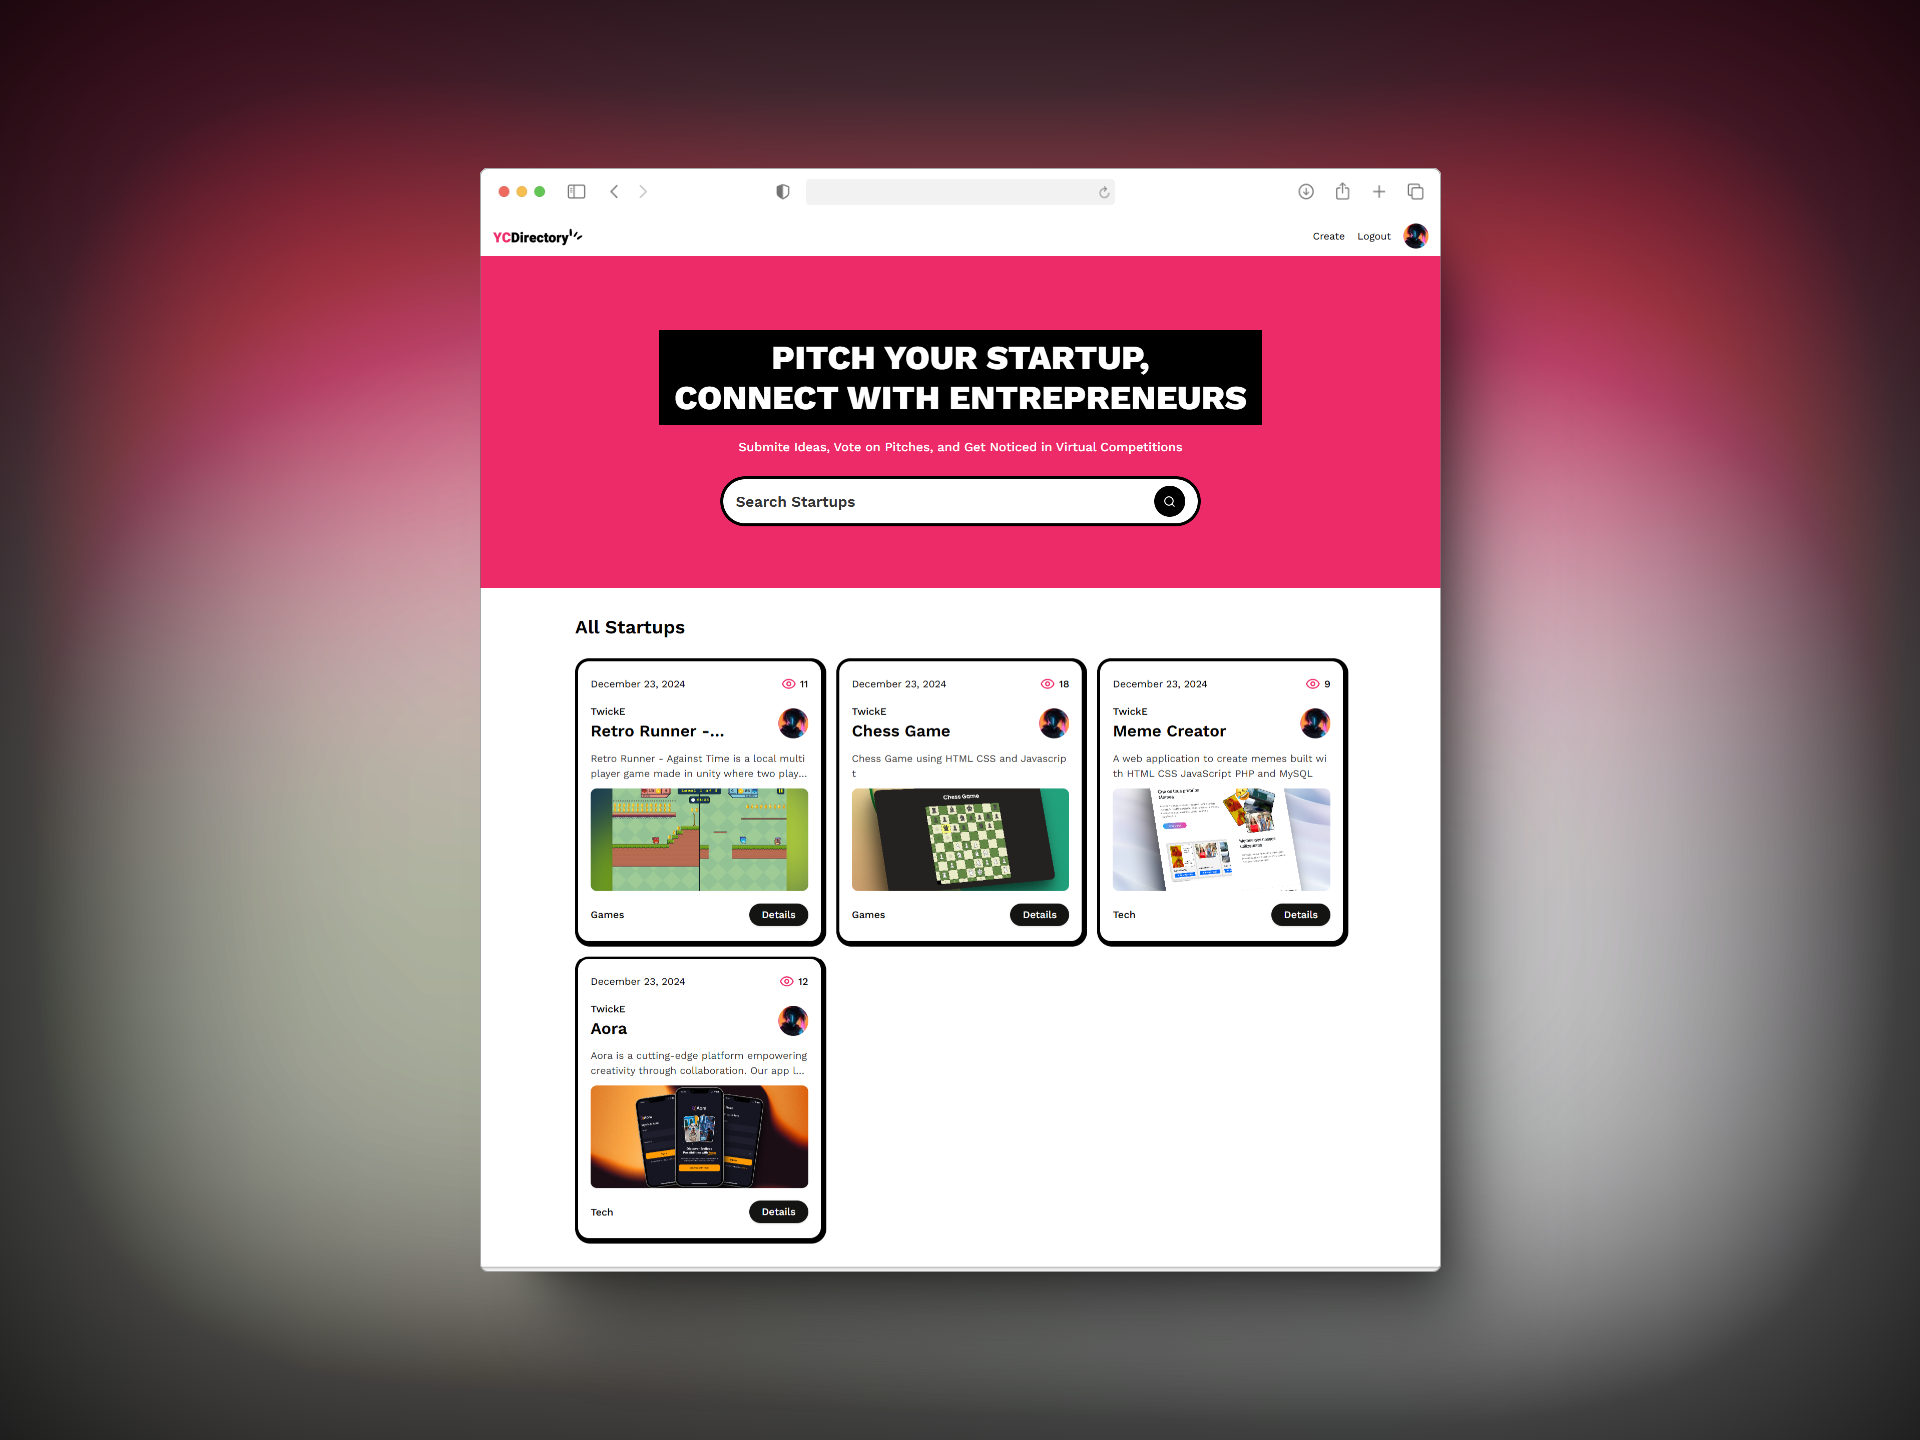 YCDirectory
Create Logout
PITCH YOUR STARTUP,
CONNECT WITH ENTREPRENEURS
Submite Ideas, Vote on Pitches, and Get Noticed in Virtual Competitions
Search Startups
All Startups
December 23, 2024 11
TwickE
Retro Runner -...
Retro Runner - Against Time is a local multi
player game made in unity where two play...
Games Details
December 23, 2024 18
TwickE
Chess Game
Chess Game using HTML CSS and Javascrip
t
Chess Game
Games Details
December 23, 2024 9
TwickE
Meme Creator
A web application to create memes built wi
th HTML CSS JavaScript PHP and MySQL
Tech Details
December 23, 2024 12
TwickE
Aora
Aora is a cutting-edge platform empowering
creativity through collaboration. Our app l...
Aora
Tech Details